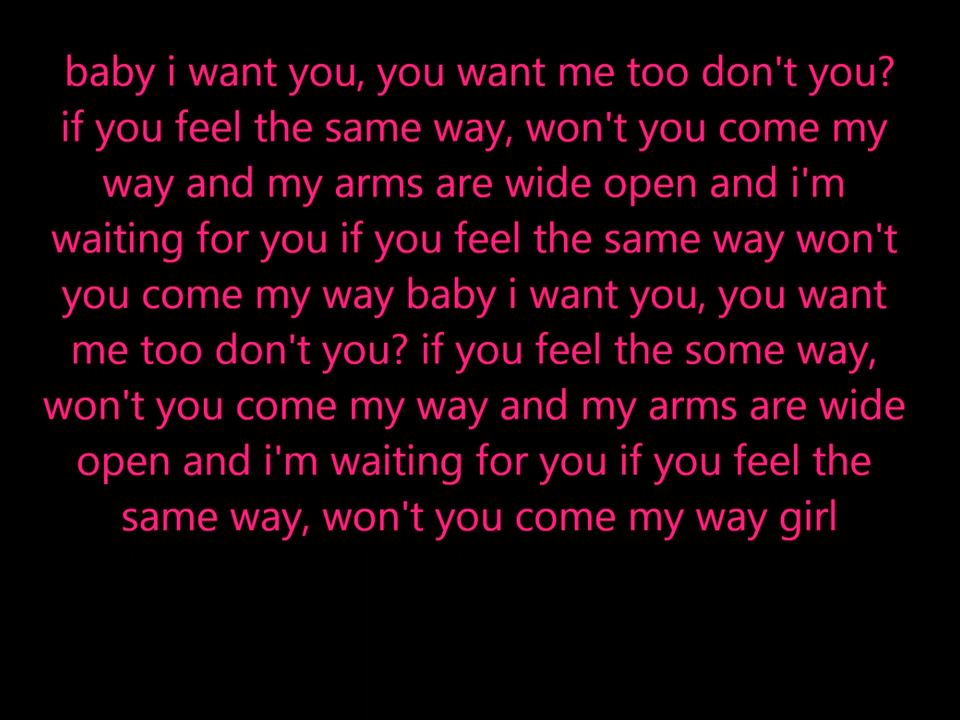 baby i want you, you want me too don't you?
if you feel the same way, won't you come my
way and my arms are wide open and i'm
waiting for you if you feel the same way won't
you come my way baby i want you, you want
me too don't you? if you feel the some way,
won't you come my way and my arms are wide
open and i'm waiting for you if you feel the
same way, won't you come my way girl